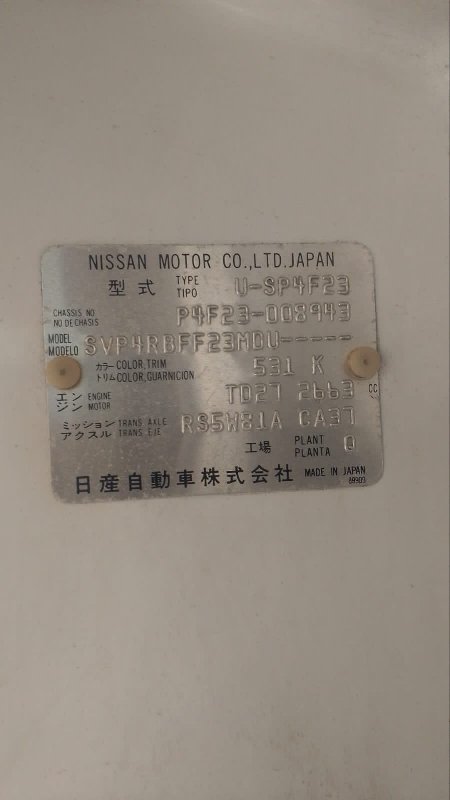 NISSAN MOTOR CO.,LTD.JAPAN
型式 TYPE TIPO U-SP4F23
CHASSIS NO NO DE CHASIS P4F23-008943
MODEL MODELO SVP4RBFF23MDU-----
カラー COLOR,TRIM トリム COLOR,GUARNICION 531 K
エンジン ENGINE MOTOR TD27 2663 CC
ミッション TRANS AXLE アクスル TRANS EJE RS5W81A CA37
工場 PLANT PLANTA Q
日産自動車株式会社 MADE IN JAPAN